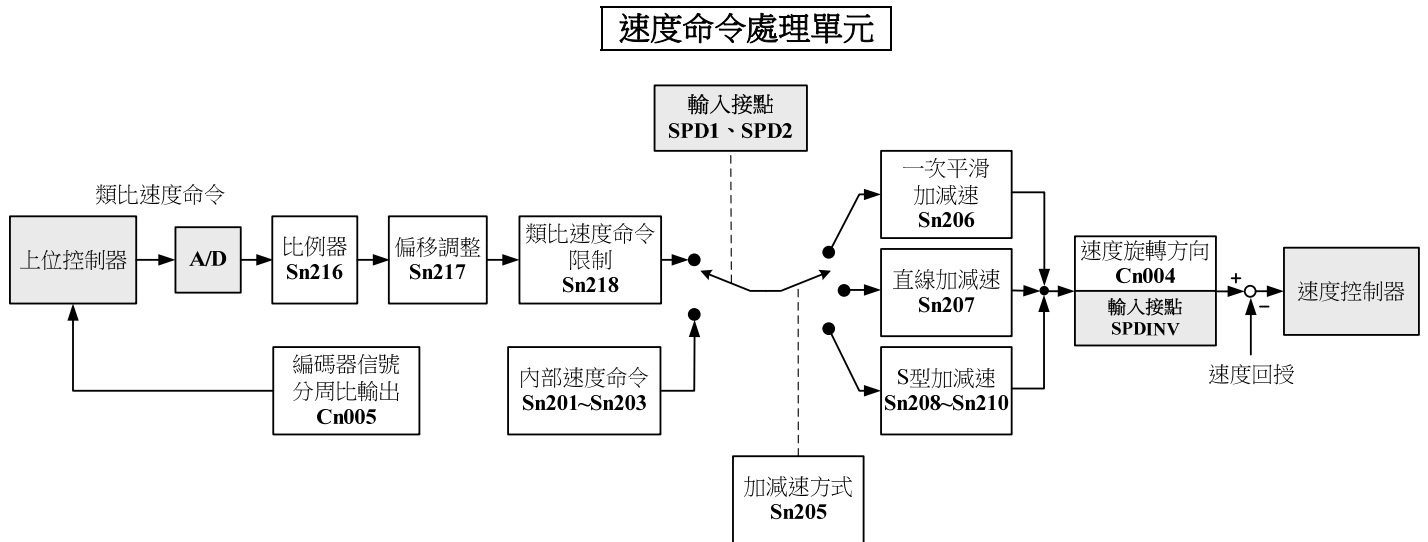 速度命令處理單元
輸入接點
SPD1、SPD2
類比速度命令
上位控制器
A/D
比例器
Sn216
偏移調整
Sn217
類比速度命令
限制
Sn218
一次平滑
加減速
Sn206
直線加減速
Sn207
S型加減速
Sn208~Sn210
速度旋轉方向
Cn004
輸入接點
SPDINV
+
−
速度控制器
速度回授
編碼器信號
分周比輸出
Cn005
內部速度命令
Sn201~Sn203
加減速方式
Sn205